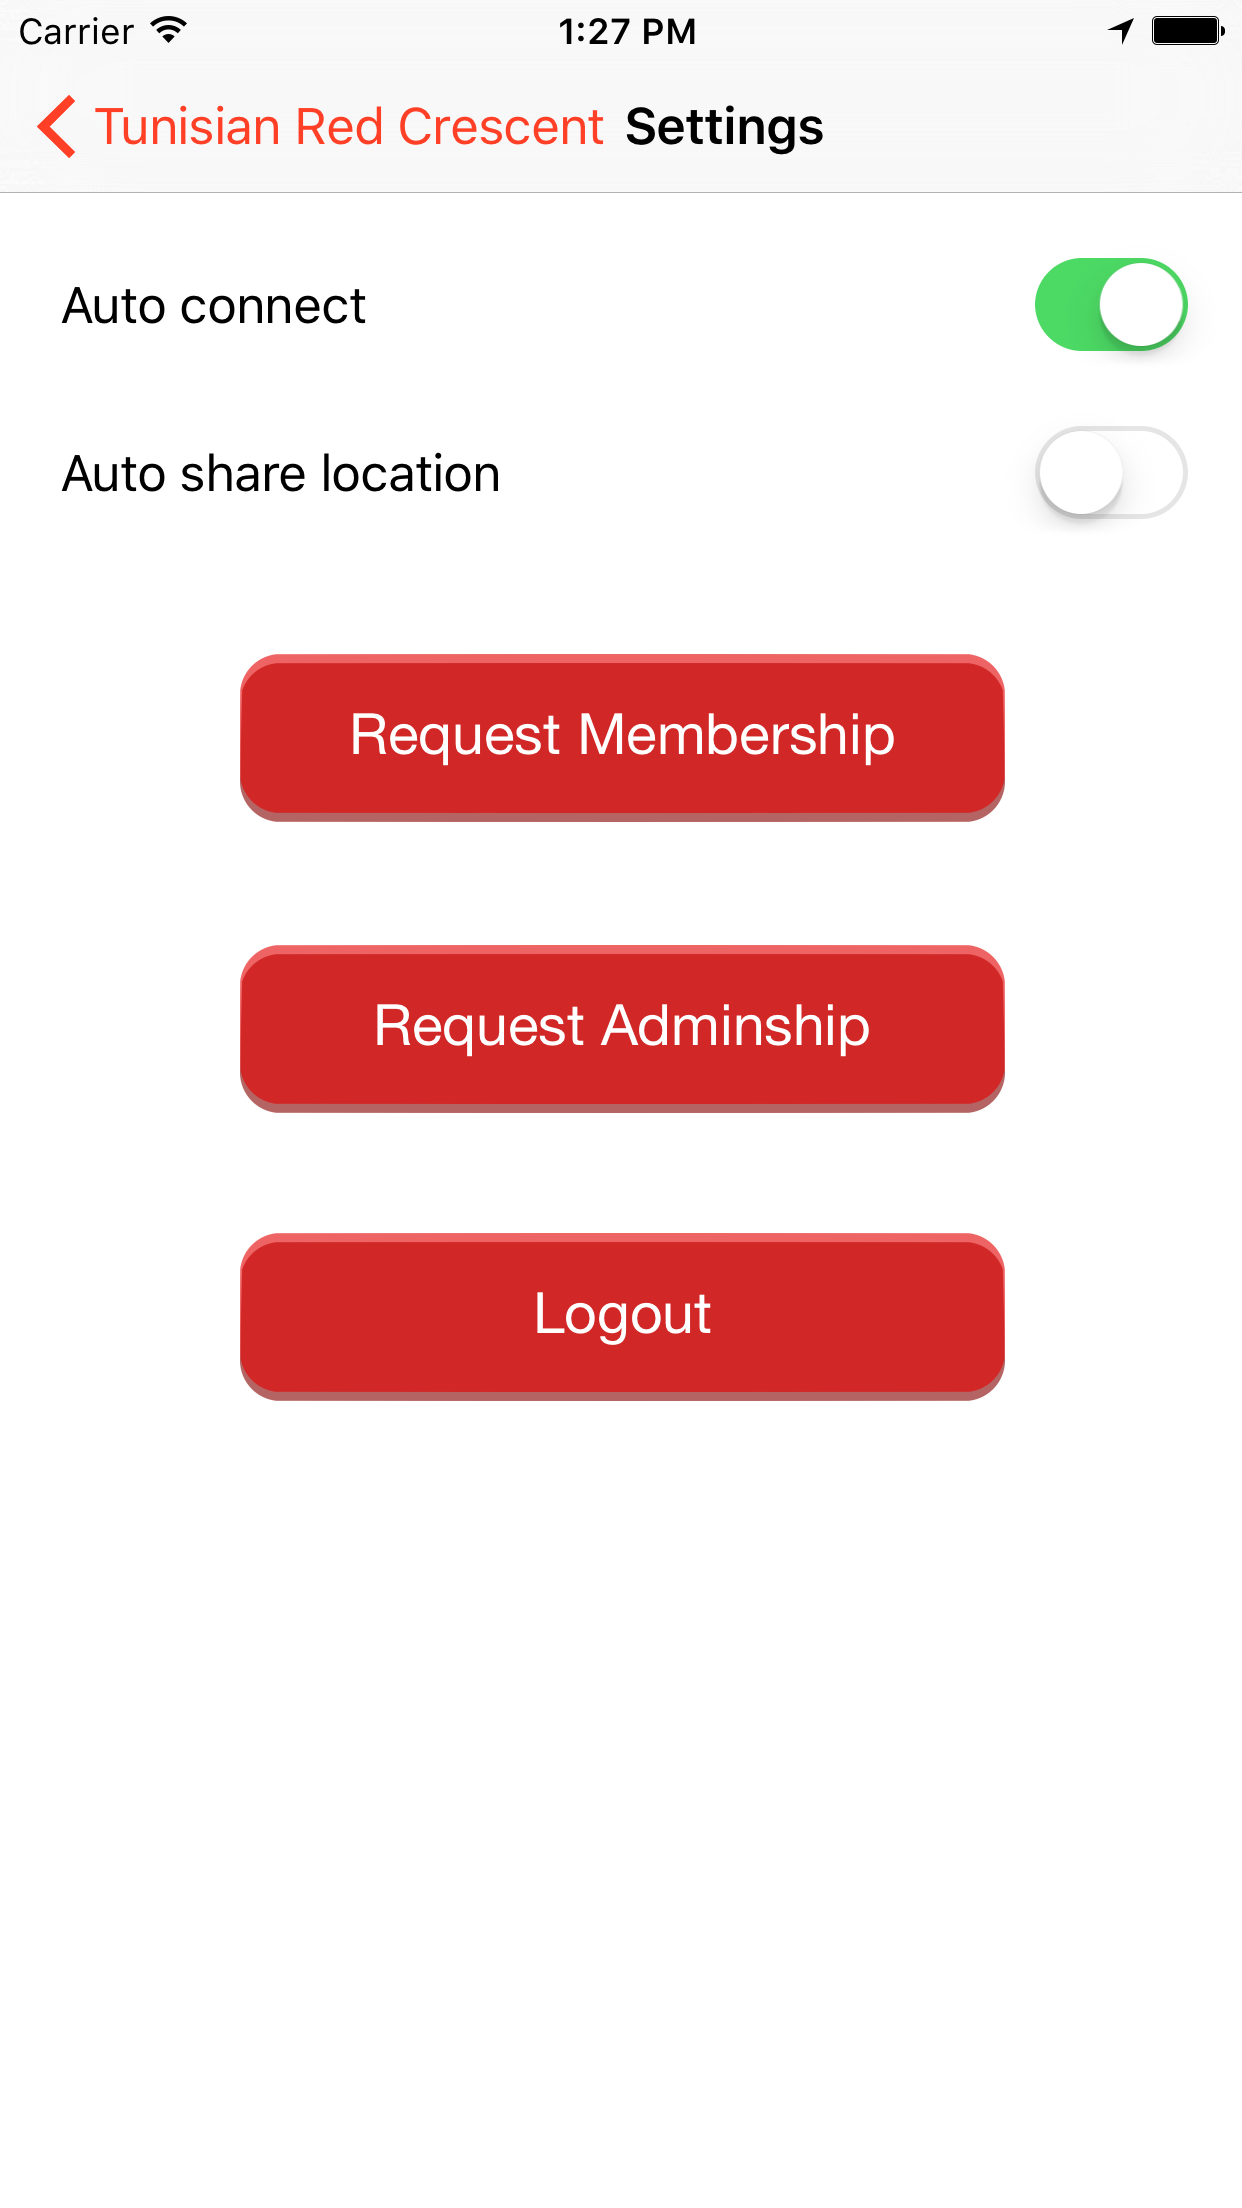 Carrier 1:27 PM
Tunisian Red Crescent Settings
Auto connect
Auto share location
Request Membership
Request Adminship
Logout